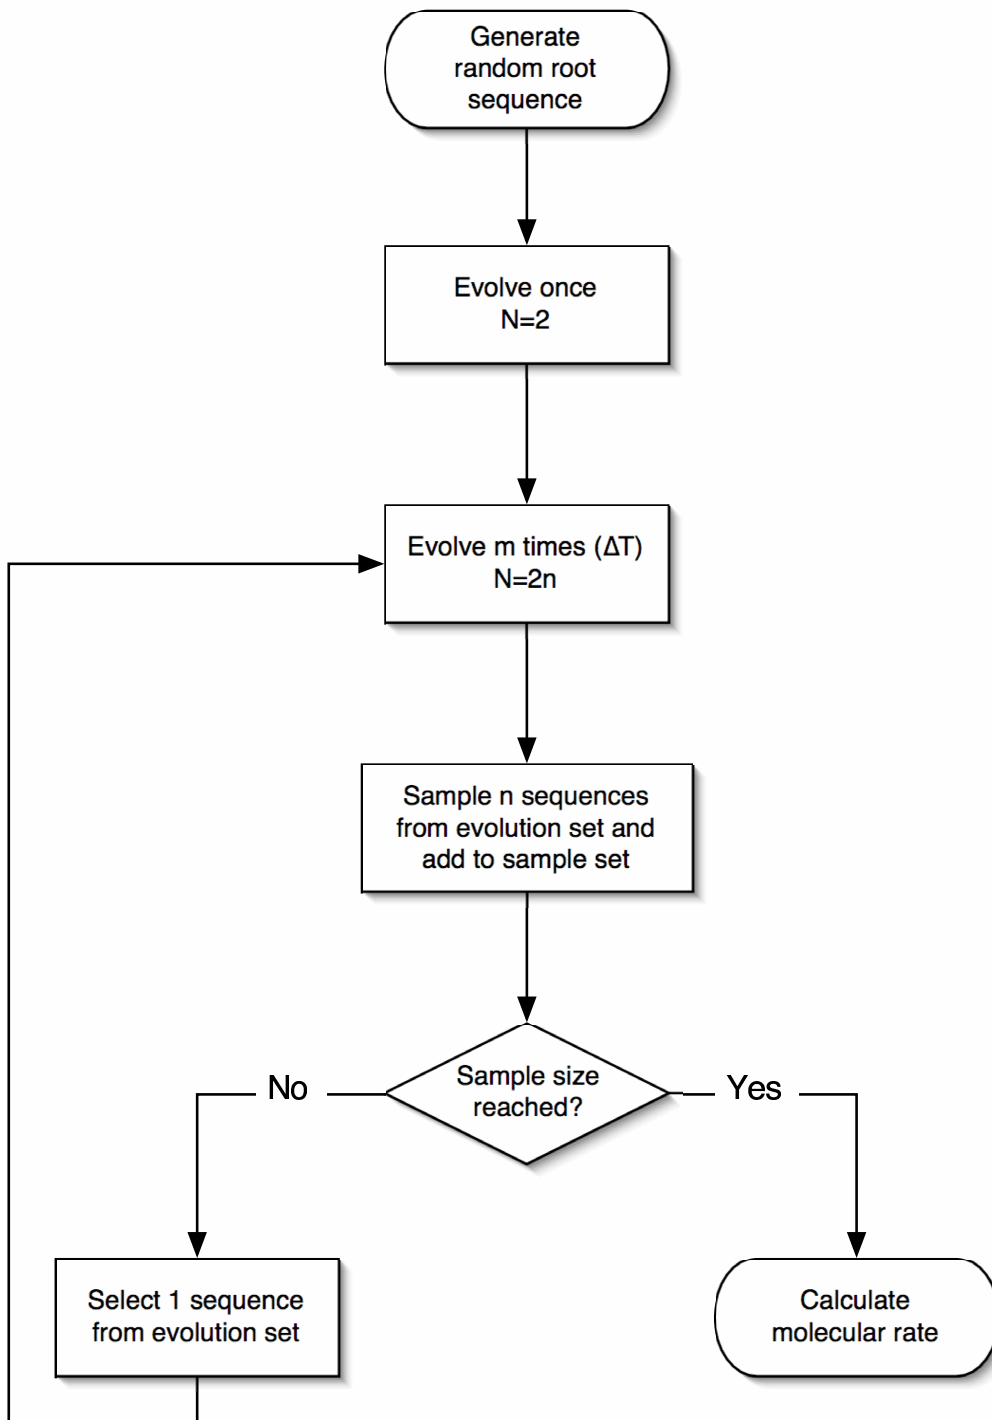 Generate
random root
sequence
Evolve once
N=2
Evolve m times (ΔT)
N=2n
Sample n sequences
from evolution set and
add to sample set
Sample size
reached?
No
Yes
Select 1 sequence
from evolution set
Calculate
molecular rate